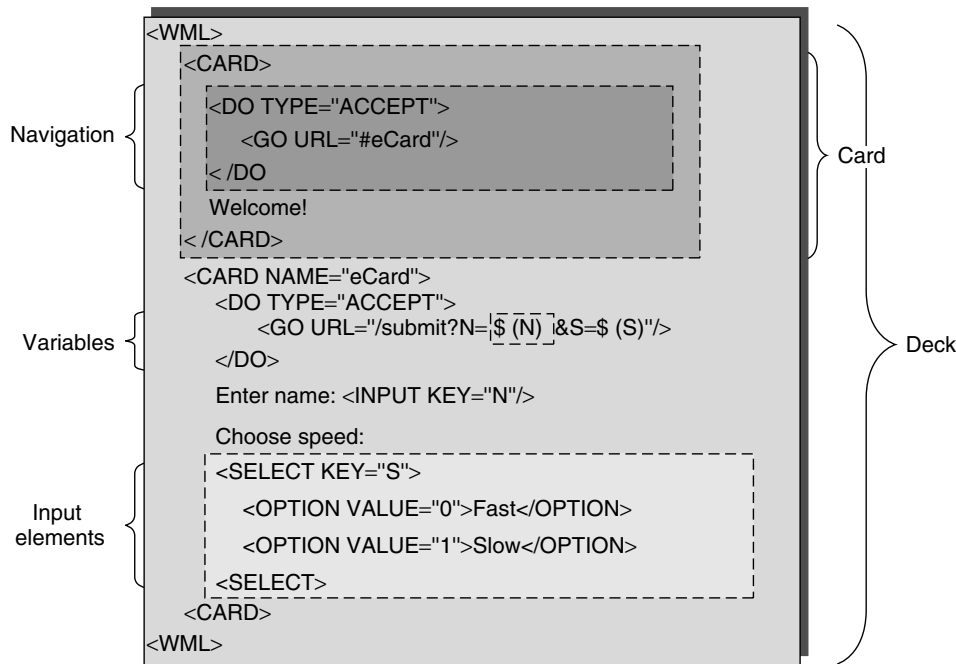 <WML>
<CARD>
<DO TYPE="ACCEPT">
Navigation
<GO URL="#eCard"/>
Card
< /DO
Welcome!
< /CARD>
<CARD NAME="eCard">
<DO TYPE="ACCEPT">
<GO URL="/submit?N=$ (N) &S=$ (S)"/>
Variables
Deck
</DO>
Enter name: <INPUT KEY="N"/>
Choose speed:
<SELECT KEY="S">
<OPTION VALUE="0">Fast</OPTION>
Input
elements
<OPTION VALUE="1">Slow</OPTION>
<SELECT>
<CARD>
<WML>